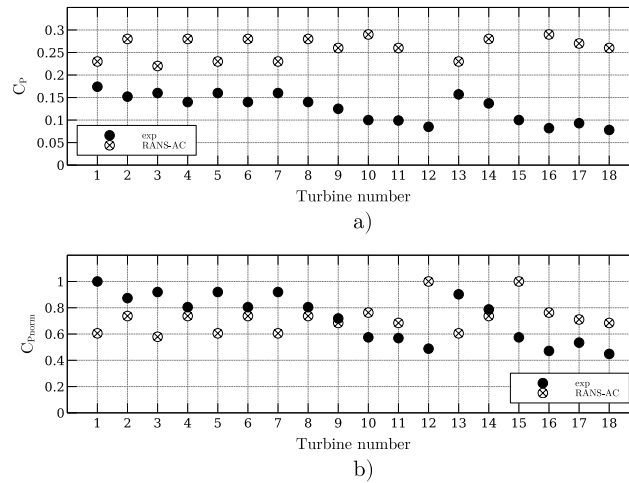 0.3
0.25
0.2
0.15
0.1
0.05
0
C_P
exp
RANS-AC
1 2 3 4 5 6 7 8 9 10 11 12 13 14 15 16 17 18
Turbine number
a)
1
0.8
0.6
0.4
0.2
0
C_Pnorm
exp
RANS-AC
1 2 3 4 5 6 7 8 9 10 11 12 13 14 15 16 17 18
Turbine number
b)